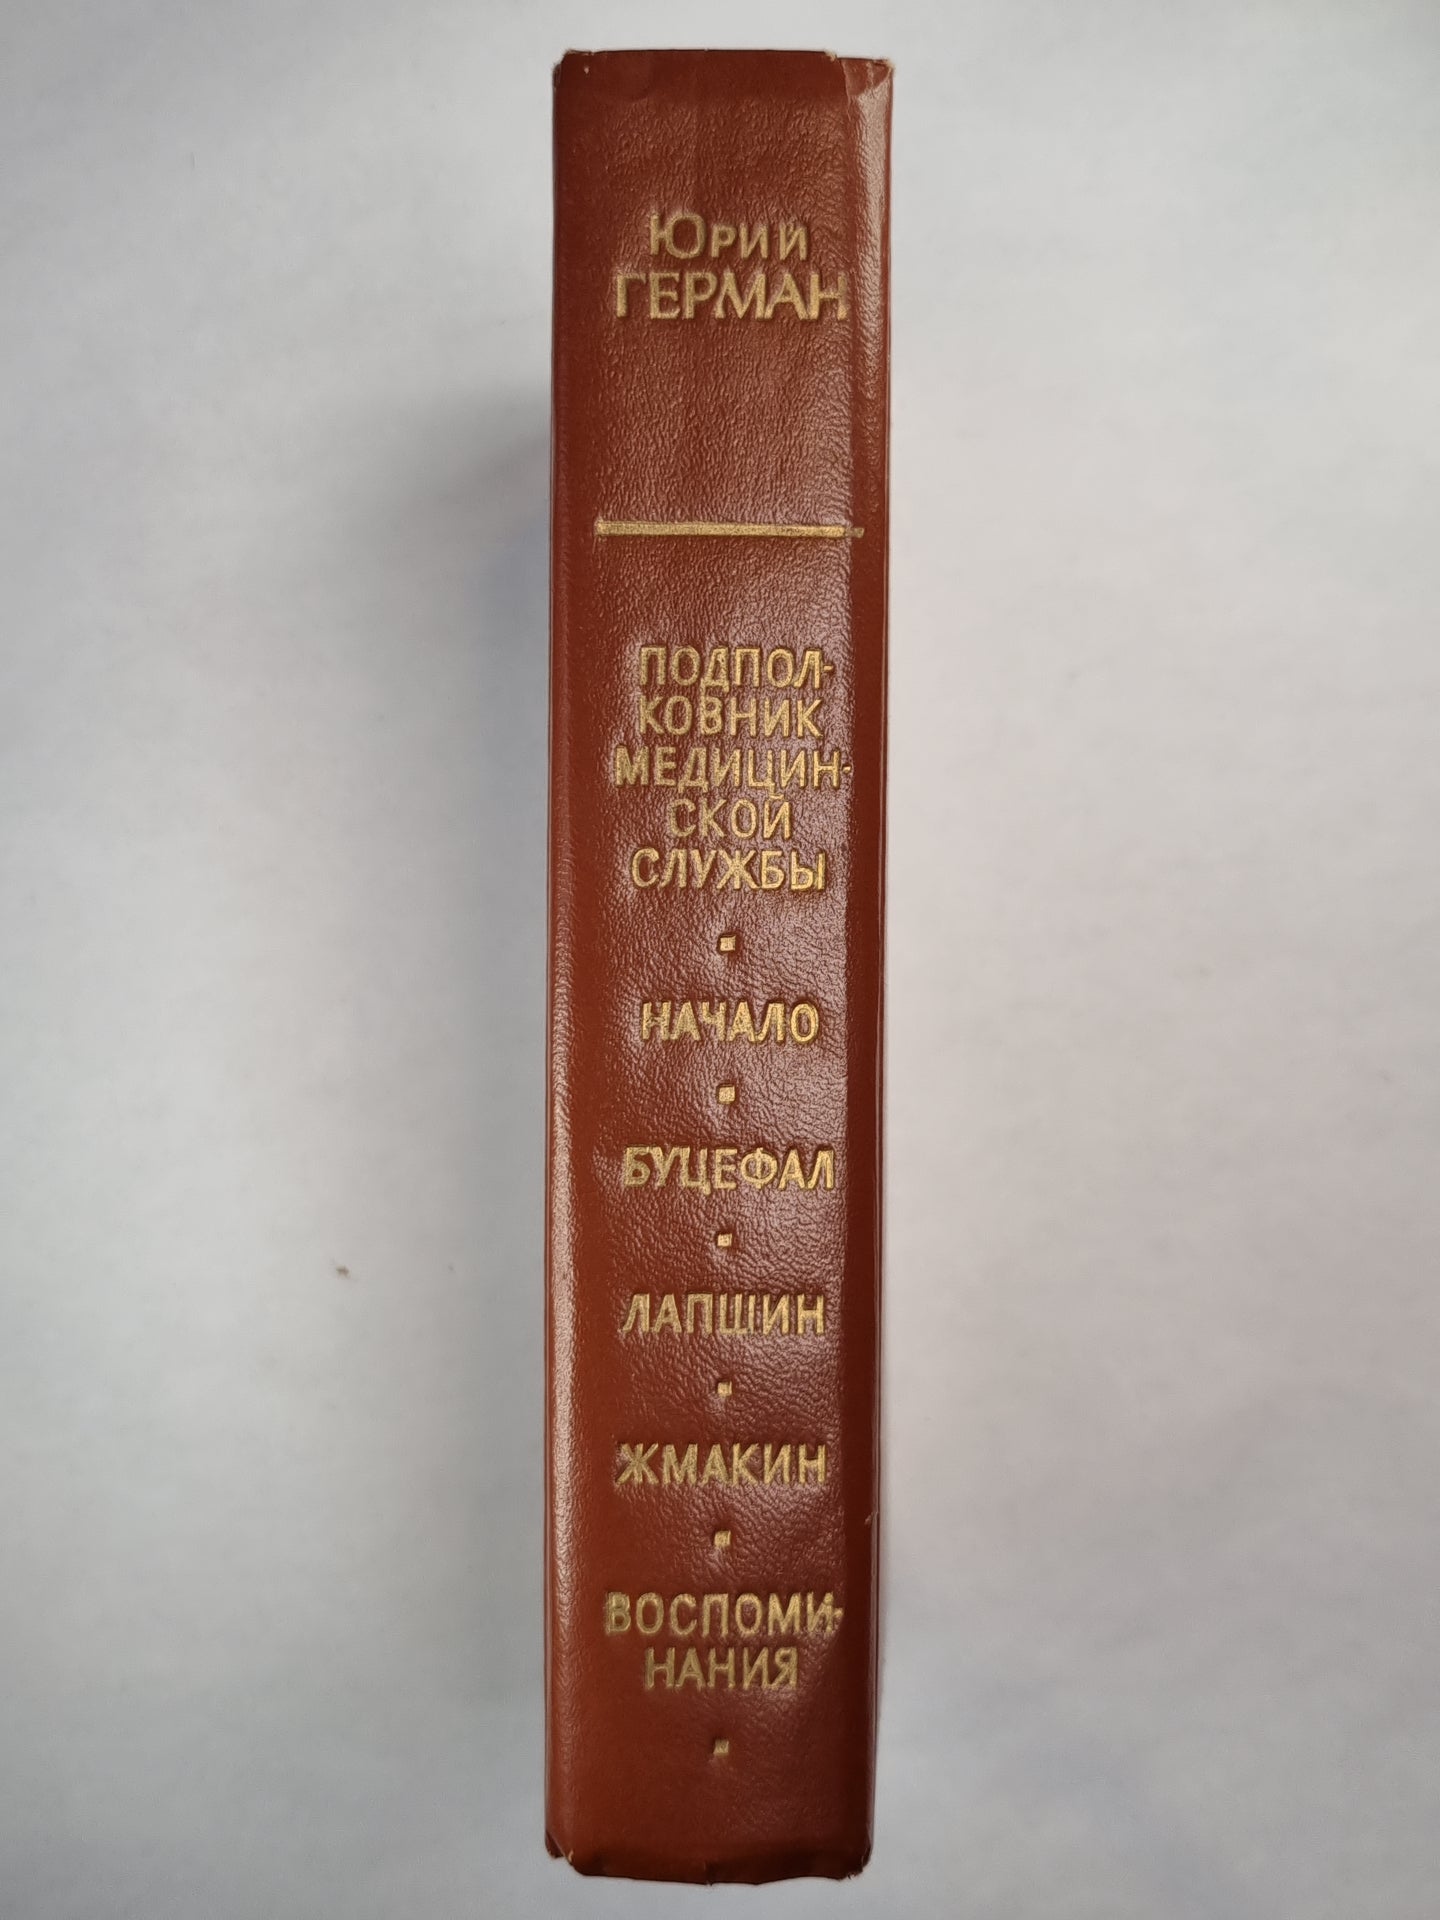 Юрий
ГЕРМАН
ПОДПОЛ-
КОВНИК
МЕДИЦИН-
СКОЙ
СЛУЖБЫ
НАЧАЛО
БУЦЕФАЛ
ЛАПШИН
ЖМАКИН
ВОСПОМИ-
НАНИЯ